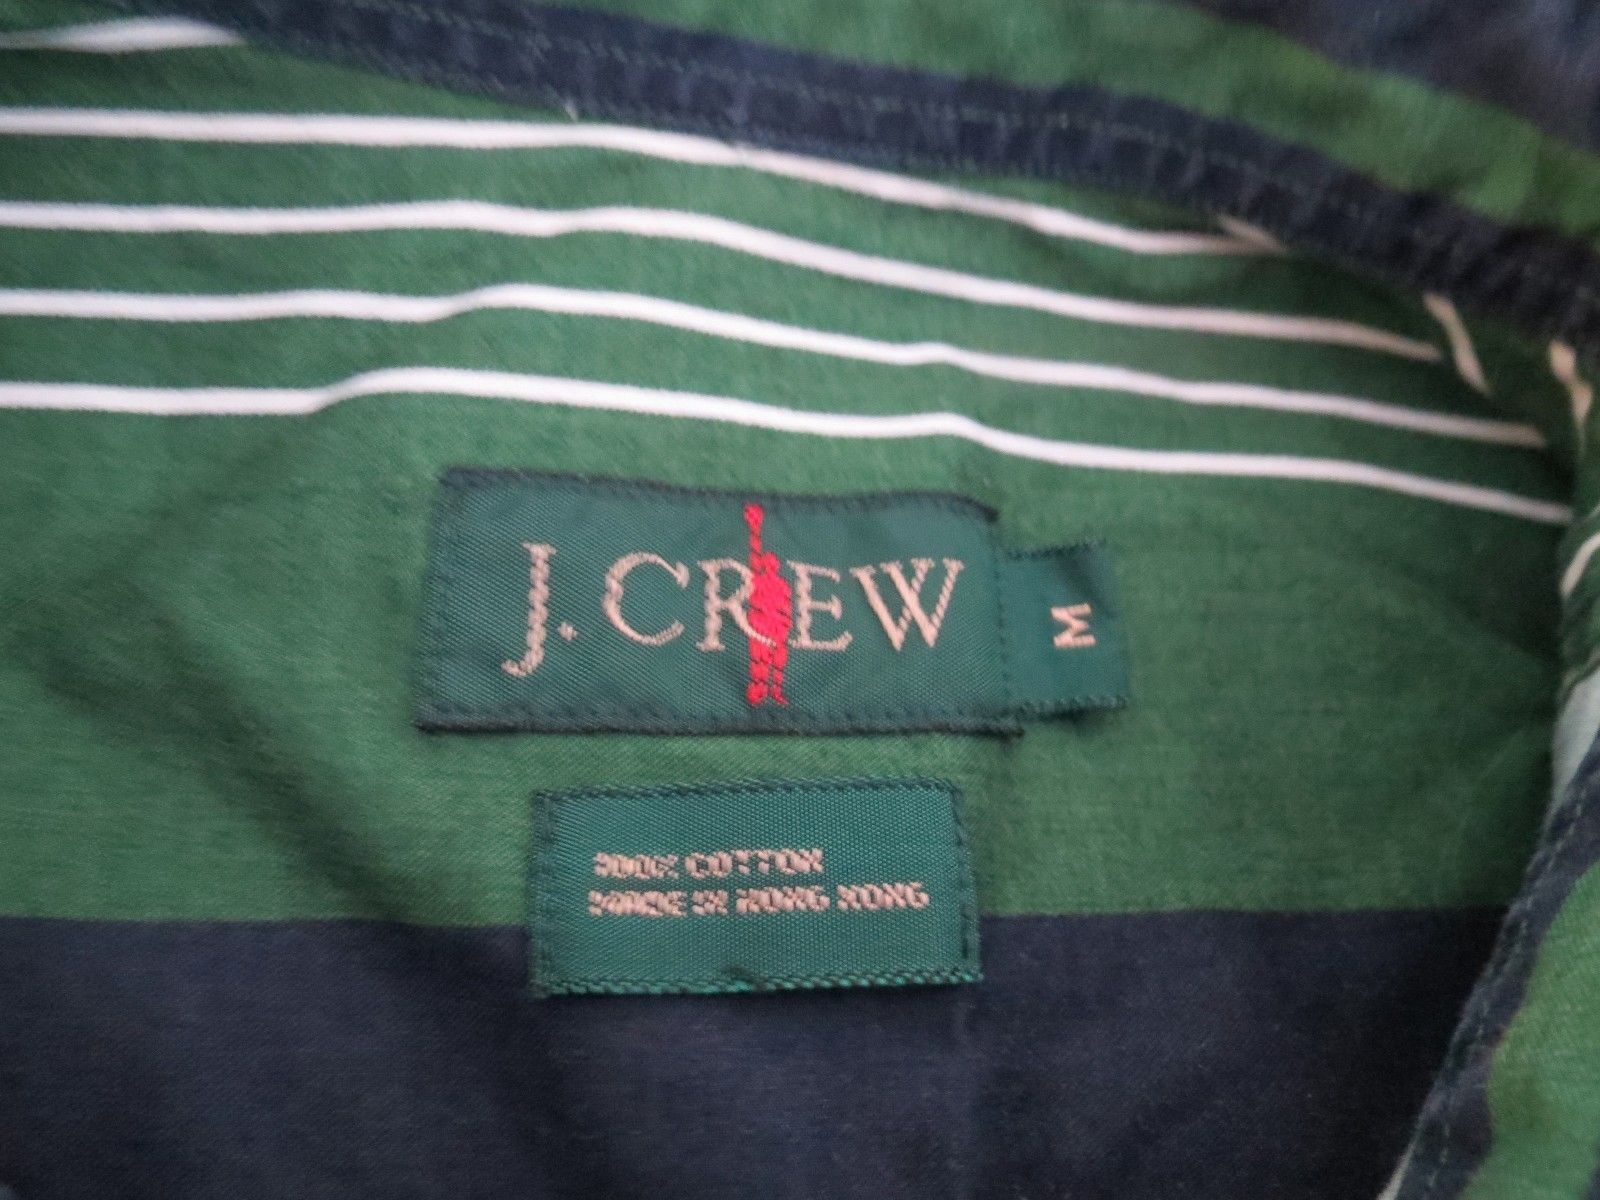 J. CREW
M
100% COTTON
MADE IN HONG KONG